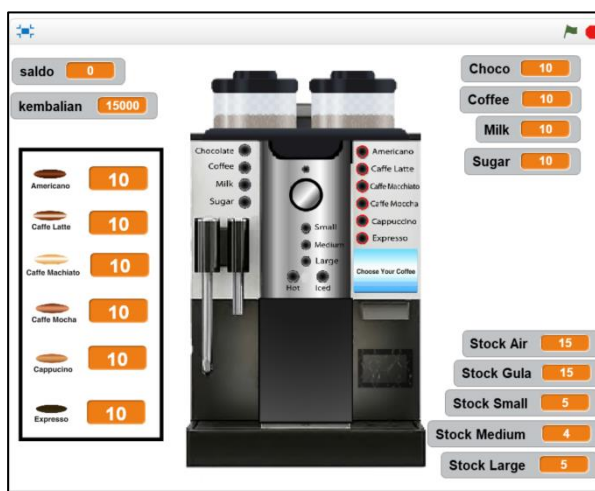 saldo 0
kembalian 15000
Americano 10
Caffe Latte 10
Caffe Machiato 10
Caffe Mocha 10
Cappucino 10
Expresso 10
Chocolate
Coffee
Milk
Sugar
Small
Medium
Large
Hot Iced
Americano
Caffe Latte
Caffe Macchiato
Caffe Moccha
Cappuccino
Expresso
Choose Your Coffee
Choco 10
Coffee 10
Milk 10
Sugar 10
Stock Air 15
Stock Gula 15
Stock Small 5
Stock Medium 4
Stock Large 5